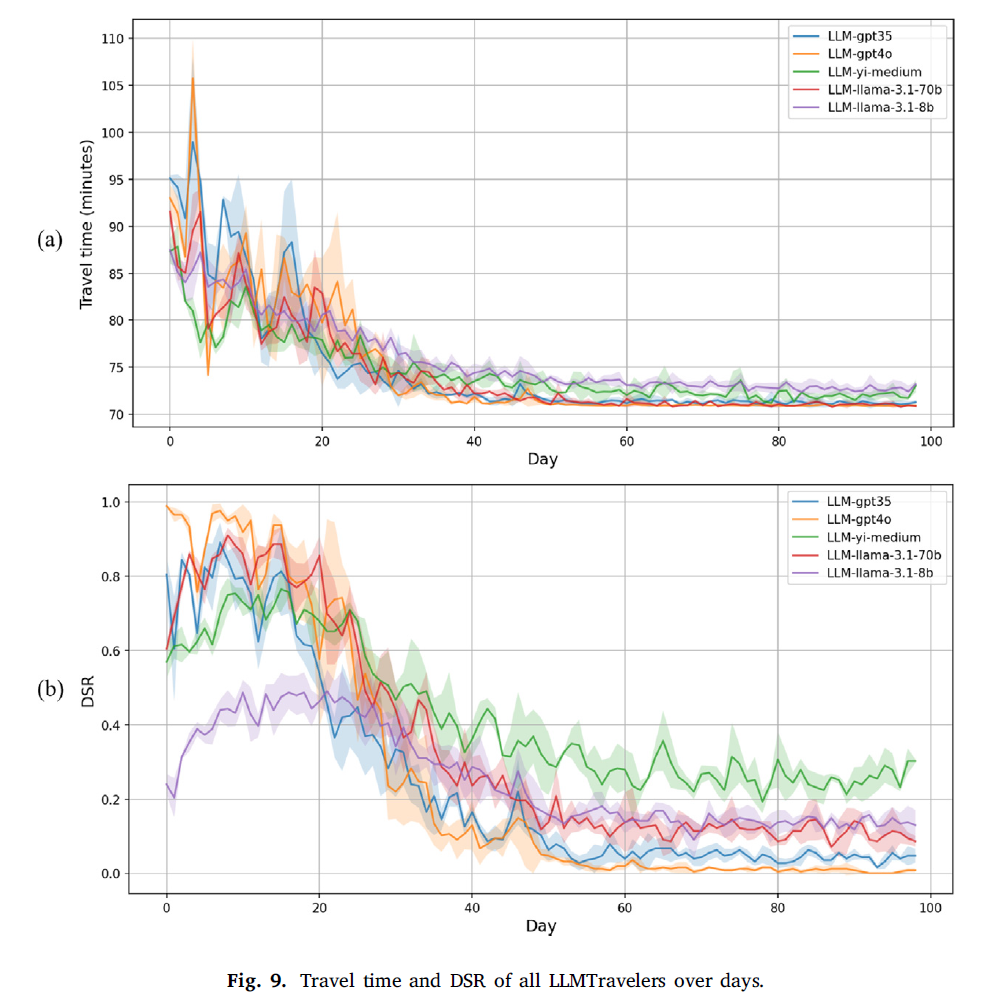 110
105
100
95
90
85
80
75
70
Travel time (minutes)
(a)
LLM-gpt35
LLM-gpt4o
LLM-yi-medium
LLM-llama-3.1-70b
LLM-llama-3.1-8b
0 20 40 60 80 100
Day
1.0
0.8
0.6
0.4
0.2
0.0
DSR
(b)
LLM-gpt35
LLM-gpt4o
LLM-yi-medium
LLM-llama-3.1-70b
LLM-llama-3.1-8b
0 20 40 60 80 100
Day
Fig. 9. Travel time and DSR of all LLMTravelers over days.